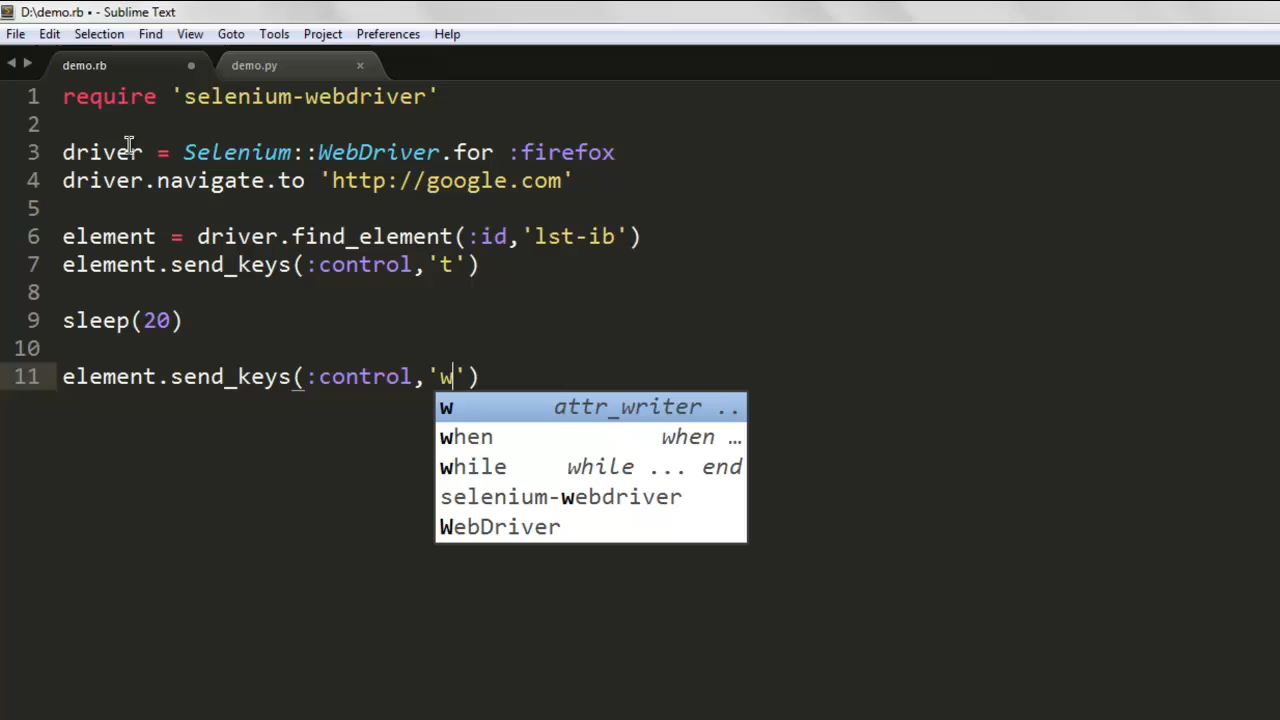 D:\demo.rb • - Sublime Text
File Edit Selection Find View Goto Tools Project Preferences Help
demo.rb demo.py
1 require 'selenium-webdriver'
2
3 driver = Selenium::WebDriver.for :firefox
4 driver.navigate.to 'http://google.com'
5
6 element = driver.find_element(:id,'lst-ib')
7 element.send_keys(:control,'t')
8
9 sleep(20)
10
11 element.send_keys(:control,'w')
w attr_writer ..
when when …
while while ... end
selenium-webdriver
WebDriver